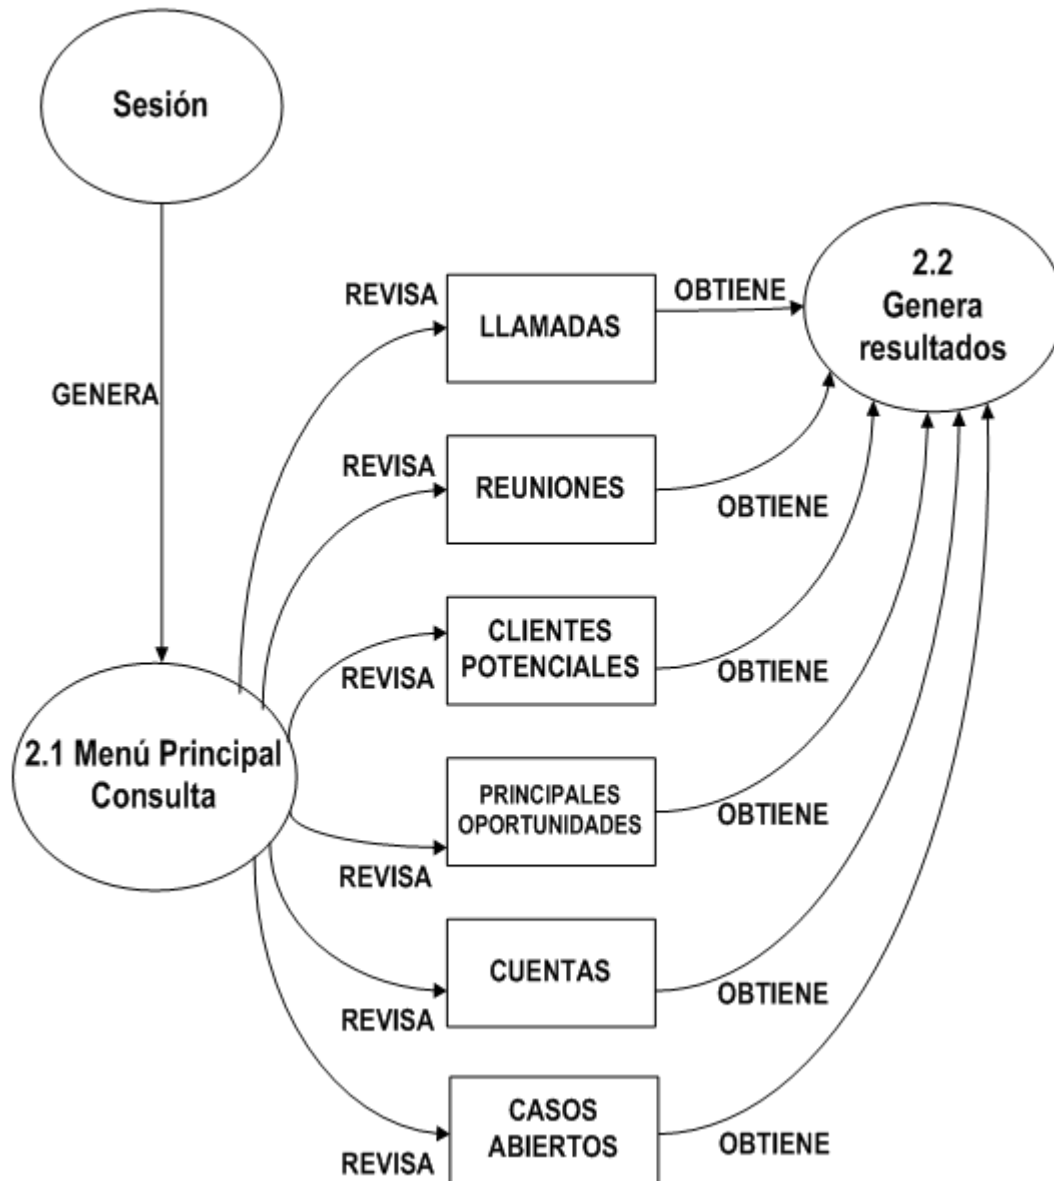 Sesión
GENERA
2.1 Menú Principal
Consulta
REVISA
LLAMADAS
OBTIENE
2.2
Genera
resultados
REVISA
REUNIONES
OBTIENE
REVISA
CLIENTES
POTENCIALES
OBTIENE
REVISA
PRINCIPALES
OPORTUNIDADES
OBTIENE
REVISA
CUENTAS
OBTIENE
REVISA
CASOS
ABIERTOS
OBTIENE